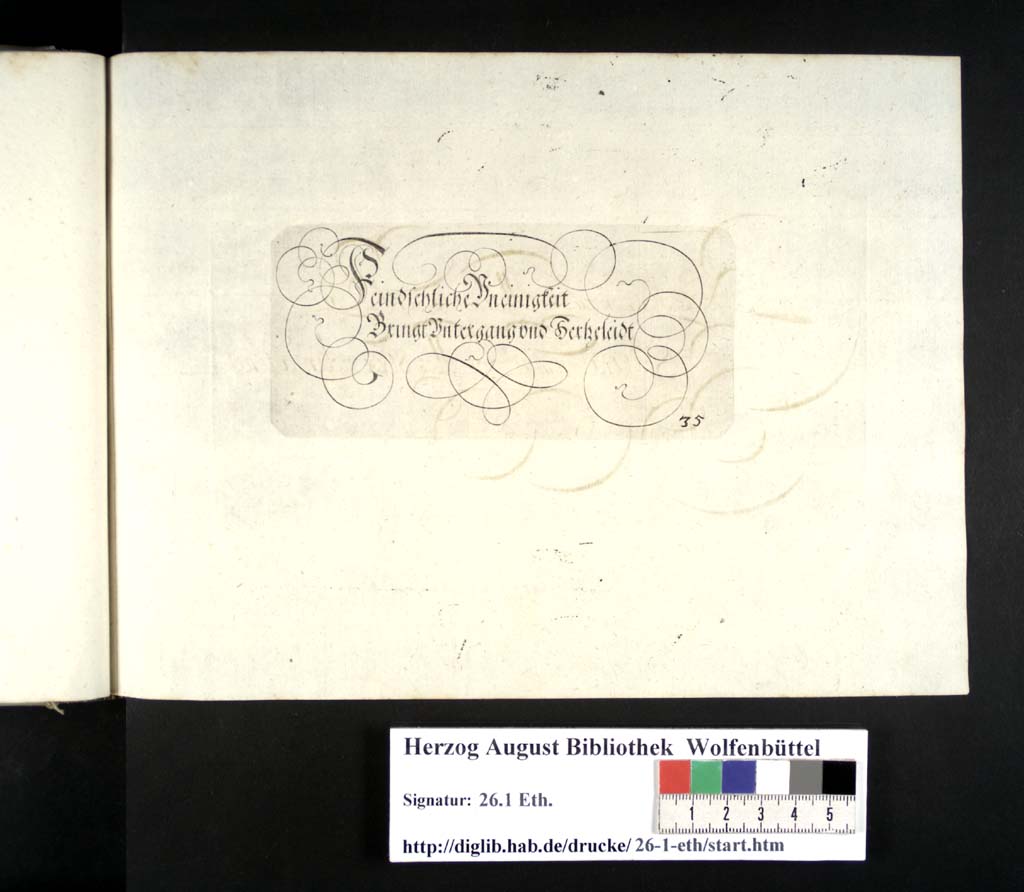 Feindschliche Vneinigkeit
Bringt Vntergang vnd Hertzeleidt
35
Herzog August Bibliothek Wolfenbüttel
Signatur: 26.1 Eth.
1 2 3 4 5
http://diglib.hab.de/drucke/ 26-1-eth/start.htm